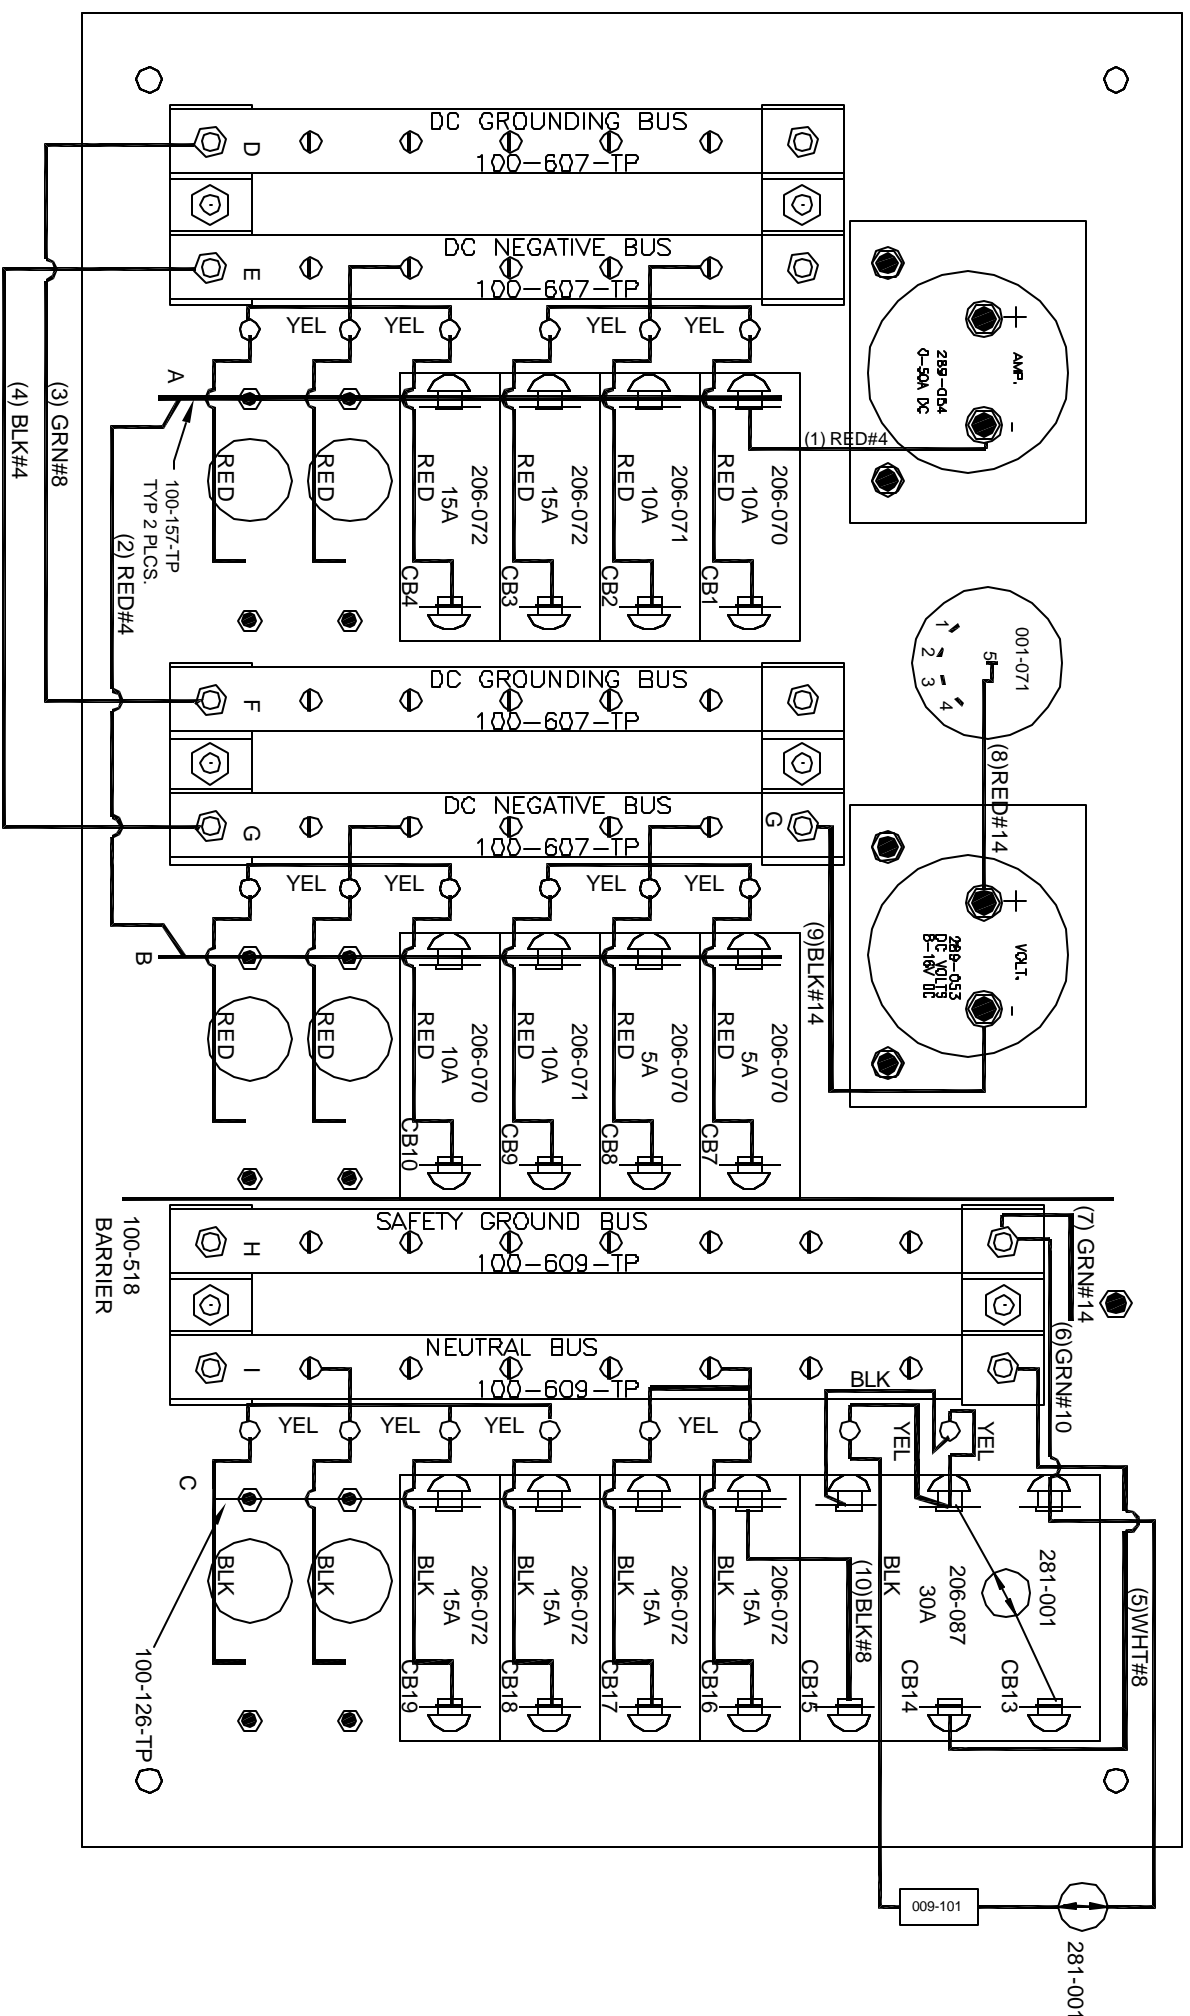 DC GROUNDING BUS
100-607-TP
D
DC NEGATIVE BUS
100-607-TP
E
YEL
YEL
YEL
YEL
AMP.
+
-
289-054
0-50A DC
(1) RED#4
A
RED
RED
RED
15A
206-072
CB4
RED
15A
206-072
CB3
RED
10A
206-071
CB2
RED
10A
206-070
CB1
100-157-TP
TYP 2 PLCS.
(2) RED#4
(3) GRN#8
(4) BLK#4
001-071
1
2
3
4
5
(8)RED#14
DC GROUNDING BUS
100-607-TP
F
DC NEGATIVE BUS
100-607-TP
G
G
YEL
YEL
YEL
YEL
VOLT.
+
-
289-053
DC VOLTS
8-16V DC
(9)BLK#14
B
RED
RED
RED
10A
206-070
CB10
RED
10A
206-071
CB9
RED
5A
206-070
CB8
RED
5A
206-070
CB7
100-518
BARRIER
SAFETY GROUND BUS
100-609-TP
H
(7) GRN#14
NEUTRAL BUS
100-609-TP
I
(6)GRN#10
YEL
YEL
YEL
YEL
BLK
YEL
YEL
C
BLK
BLK
BLK
15A
206-072
CB19
BLK
15A
206-072
CB18
BLK
15A
206-072
CB17
BLK
15A
206-072
CB16
(10)BLK#8
CB15
BLK
30A
206-087
CB14
281-001
CB13
(5)WHT#8
100-126-TP
009-101
281-001